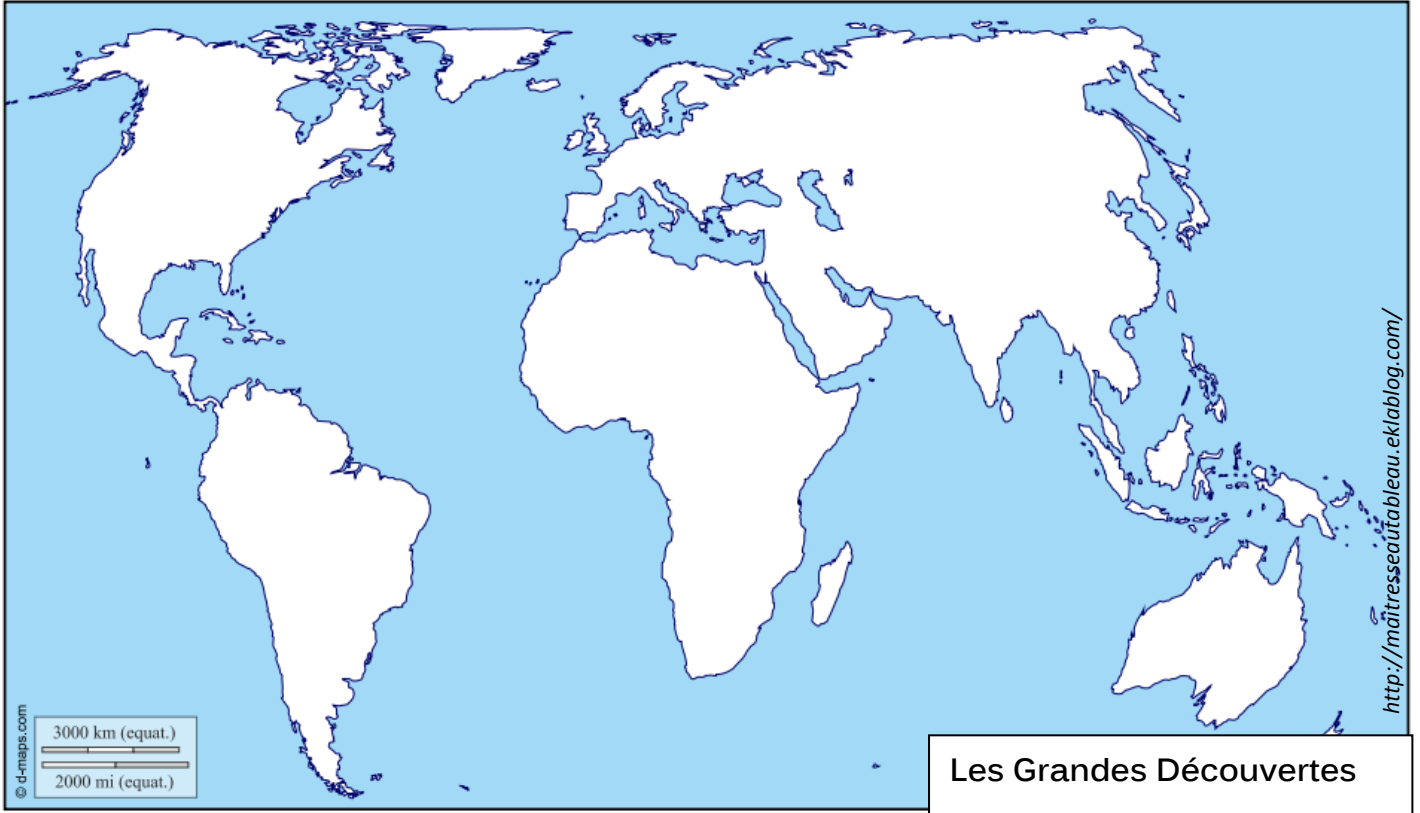 http://maitresseautableau.eklablog.com/
© d-maps.com
3000 km (equat.)
2000 mi (equat.)
Les Grandes Découvertes